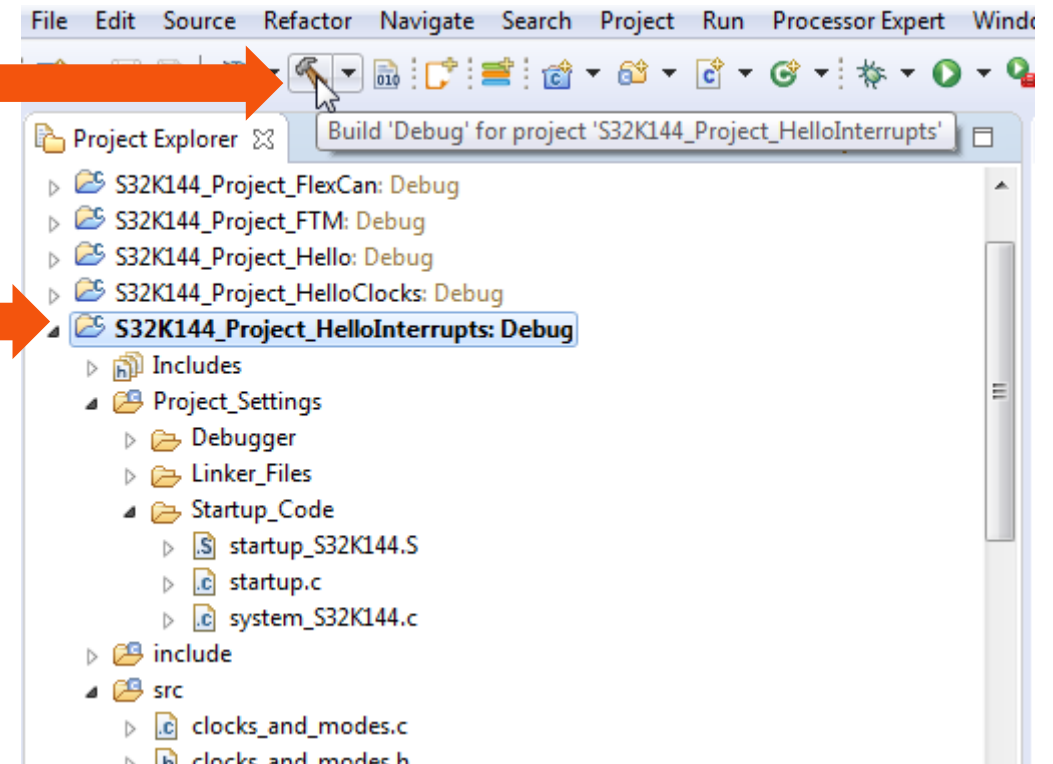 File Edit Source Refactor Navigate Search Project Run Processor Expert
010
Build 'Debug' for project 'S32K144_Project_HelloInterrupts'
Project Explorer
S32K144_Project_FlexCan: Debug
S32K144_Project_FTM: Debug
S32K144_Project_Hello: Debug
S32K144_Project_HelloClocks: Debug
S32K144_Project_HelloInterrupts: Debug
Includes
Project_Settings
Debugger
Linker_Files
Startup_Code
.S startup_S32K144.S
.c startup.c
.c system_S32K144.c
include
src
.c clocks_and_modes.c
h clocks_and_modes.h